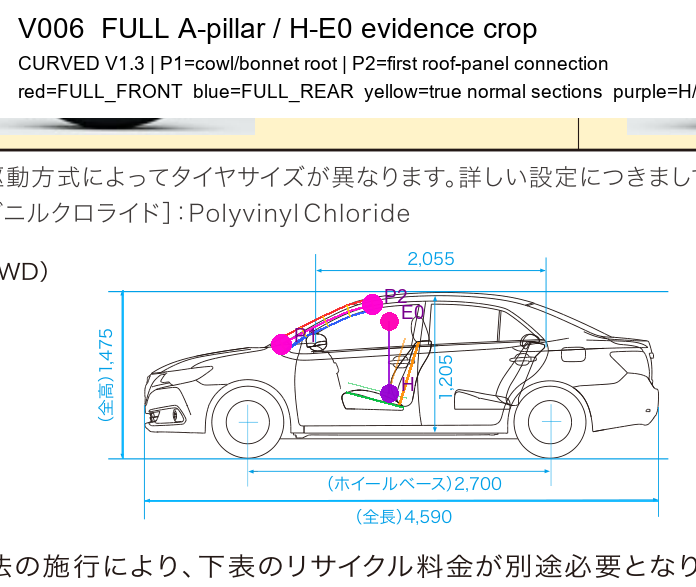 V006 FULL A-pillar / H-E0 evidence crop
CURVED V1.3 | P1=cowl/bonnet root | P2=first roof-panel connection
red=FULL_FRONT blue=FULL_REAR yellow=true normal sections purple=H/
動方式によってタイヤサイズが異なります。詳しい設定につきまし
ニルクロライド]:Polyvinyl Chloride
WD)
2,055
P2
E0
P1
(全高)1,475
1,205
H
(ホイールベース)2,700
(全長)4,590
法の施行により、下表のリサイクル料金が別途必要となり